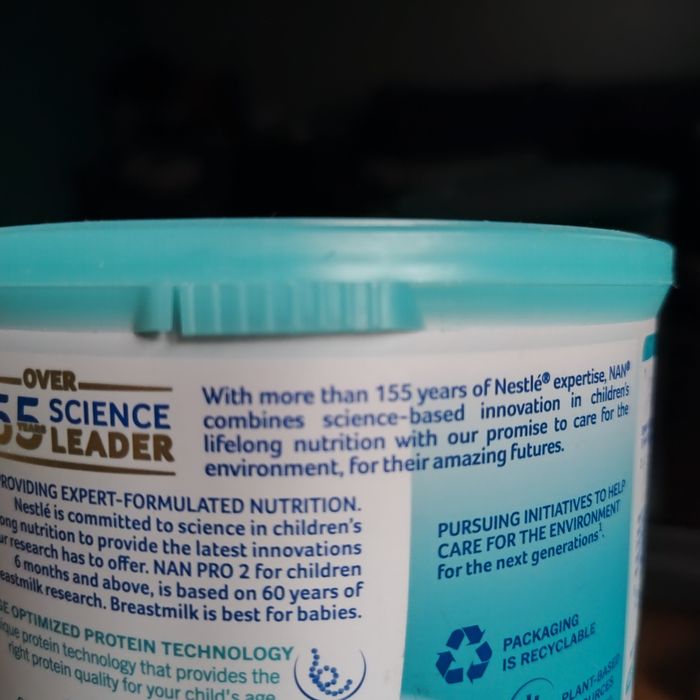 OVER
55 YEARS SCIENCE
LEADER
With more than 155 years of Nestlé® expertise, NAN®
combines science-based innovation in children's
lifelong nutrition with our promise to care for the
environment, for their amazing futures.
PROVIDING EXPERT-FORMULATED NUTRITION.
Nestlé is committed to science in children's
nutrition to provide the latest innovations
research has to offer. NAN PRO 2 for children
6 months and above, is based on 60 years of
breastmilk research. Breastmilk is best for babies.
OPTIMIZED PROTEIN TECHNOLOGY
protein technology that provides the
right protein quality for your child's age
PURSUING INITIATIVES TO HELP
CARE FOR THE ENVIRONMENT
for the next generations¹.
PACKAGING
IS RECYCLABLE
PLANT-BASED